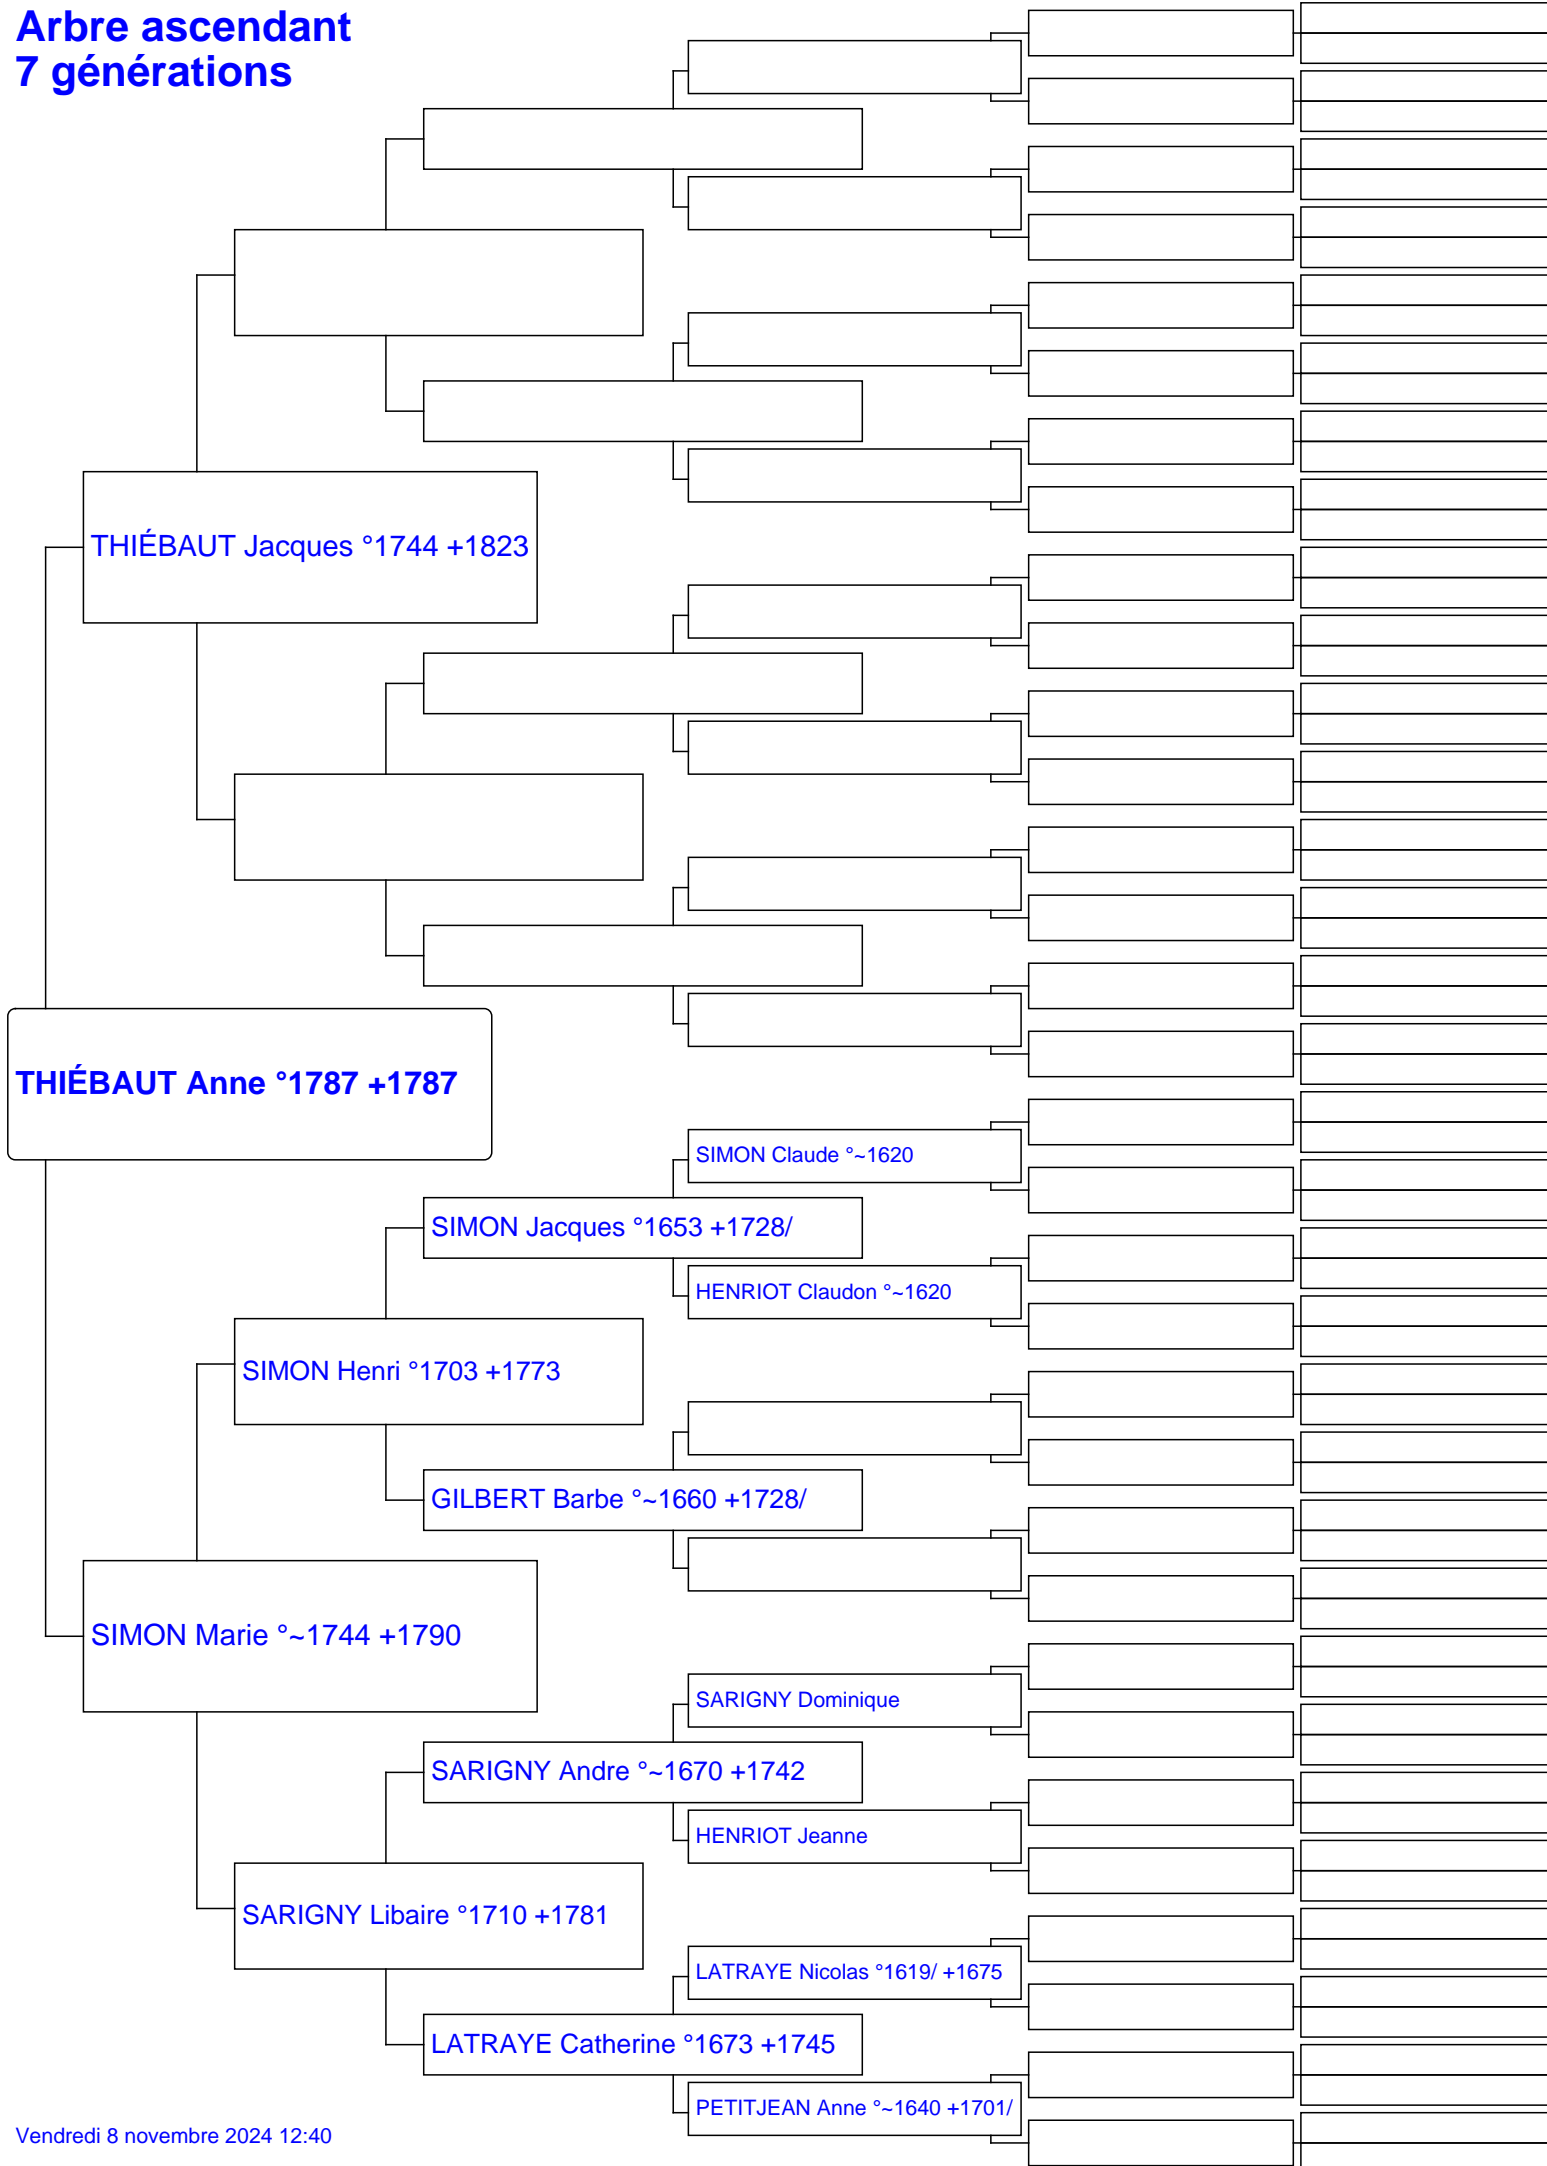 Arbre ascendant
7 générations
THIÉBAUT Jacques °1744 +1823
THIÉBAUT Anne °1787 +1787
SIMON Claude °~1620
SIMON Jacques °1653 +1728/
HENRIOT Claudon °~1620
SIMON Henri °1703 +1773
GILBERT Barbe °~1660 +1728/
SIMON Marie °~1744 +1790
SARIGNY Dominique
SARIGNY Andre °~1670 +1742
HENRIOT Jeanne
SARIGNY Libaire °1710 +1781
LATRAYE Nicolas °1619/ +1675
LATRAYE Catherine °1673 +1745
PETITJEAN Anne °~1640 +1701/
Vendredi 8 novembre 2024 12:40